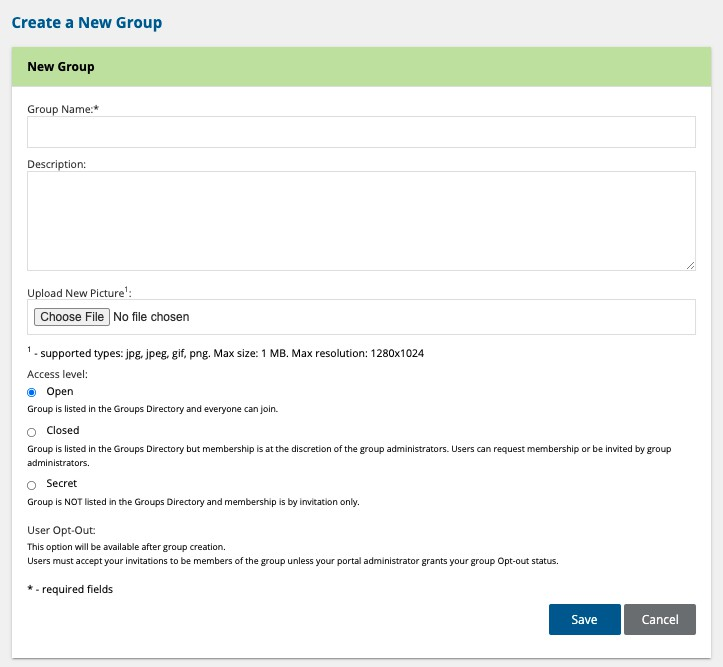 Create a New Group
New Group
Group Name:*
Description:
Upload New Picture1:
Choose File No file chosen
1 - supported types: jpg, jpeg, gif, png. Max size: 1 MB. Max resolution: 1280x1024
Access level:
Open
Group is listed in the Groups Directory and everyone can join.
Closed
Group is listed in the Groups Directory but membership is at the discretion of the group administrators. Users can request membership or be invited by group
administrators.
Secret
Group is NOT listed in the Groups Directory and membership is by invitation only.
User Opt-Out:
This option will be available after group creation.
Users must accept your invitations to be members of the group unless your portal administrator grants your group Opt-out status.
* - required fields
Save Cancel